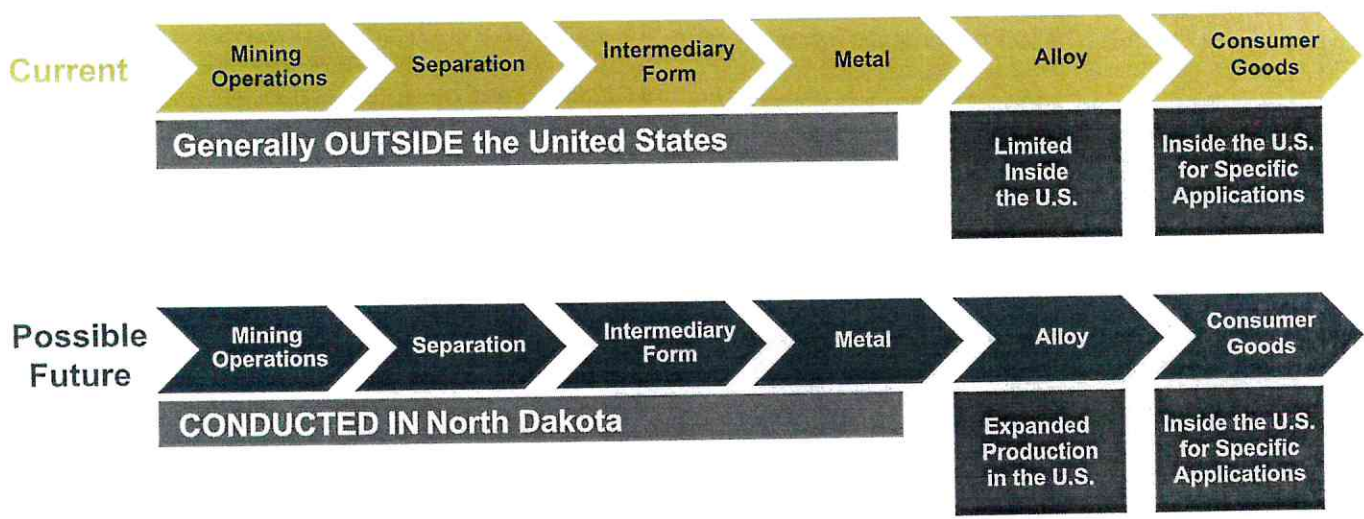 Current
Mining
Operations
Separation
Intermediary
Form
Metal
Alloy
Consumer
Goods
Generally OUTSIDE the United States
Limited
Inside
the U.S.
Inside the U.S.
for Specific
Applications
Possible
Future
Mining
Operations
Separation
Intermediary
Form
Metal
Alloy
Consumer
Goods
CONDUCTED IN North Dakota
Expanded
Production
in the U.S.
Inside the U.S.
for Specific
Applications